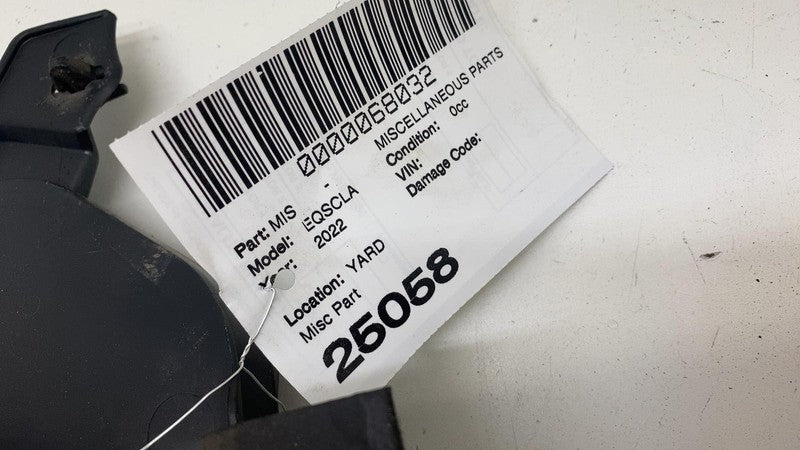 0000068032
Part: MIS - MISCELLANEOUS PARTS
Model: EQSCLA Condition: 0cc
Year: 2022 VIN:
Damage Code:
Location: YARD
Misc Part
25058